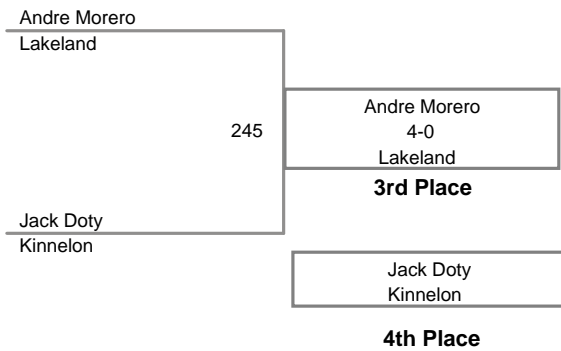 Andre Morero
Lakeland
245
Andre Morero
4-0
Lakeland
3rd Place
Jack Doty
Kinnelon
Jack Doty
Kinnelon
4th Place